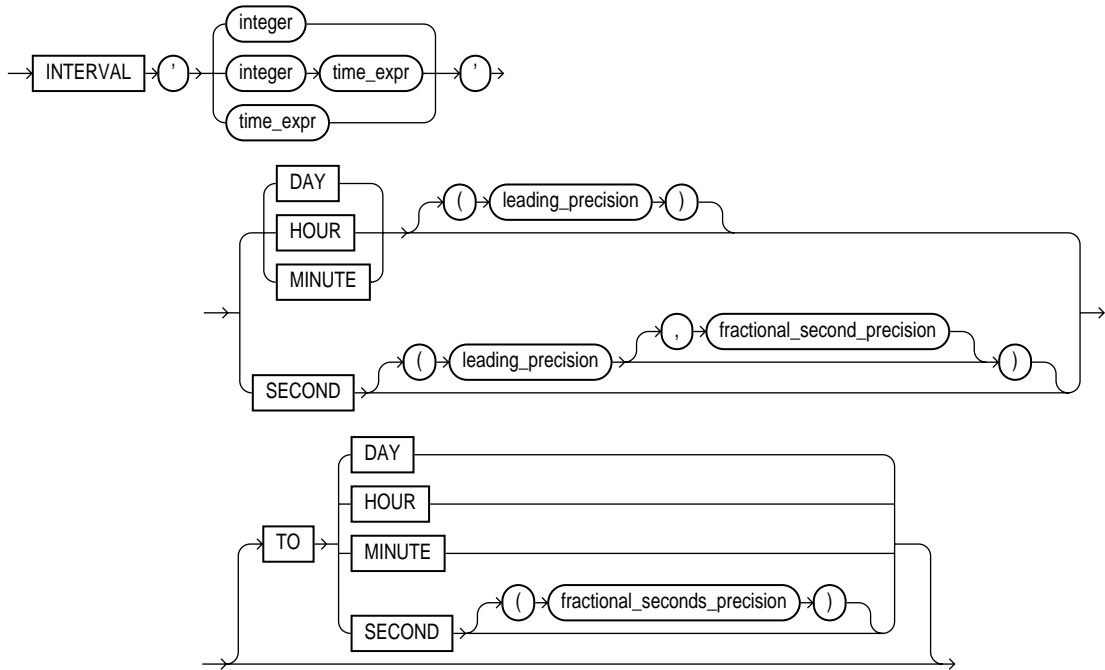 integer
INTERVAL ' integer time_expr '
time_expr
DAY ( leading_precision )
HOUR
MINUTE
, fractional_second_precision
( leading_precision )
SECOND
DAY
HOUR
TO MINUTE
( fractional_seconds_precision )
SECOND